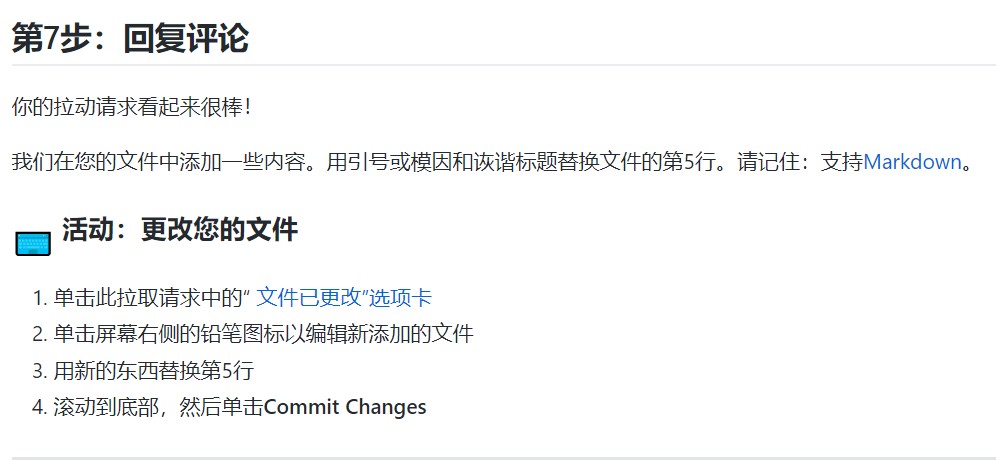 第7步：回复评论
你的拉动请求看起来很棒！
我们在您的文件中添加一些内容。用引号或模因和诙谐标题替换文件的第5行。请记住：支持Markdown。
活动：更改您的文件
1. 单击此拉取请求中的“ 文件已更改”选项卡
2. 单击屏幕右侧的铅笔图标以编辑新添加的文件
3. 用新的东西替换第5行
4. 滚动到底部，然后单击Commit Changes